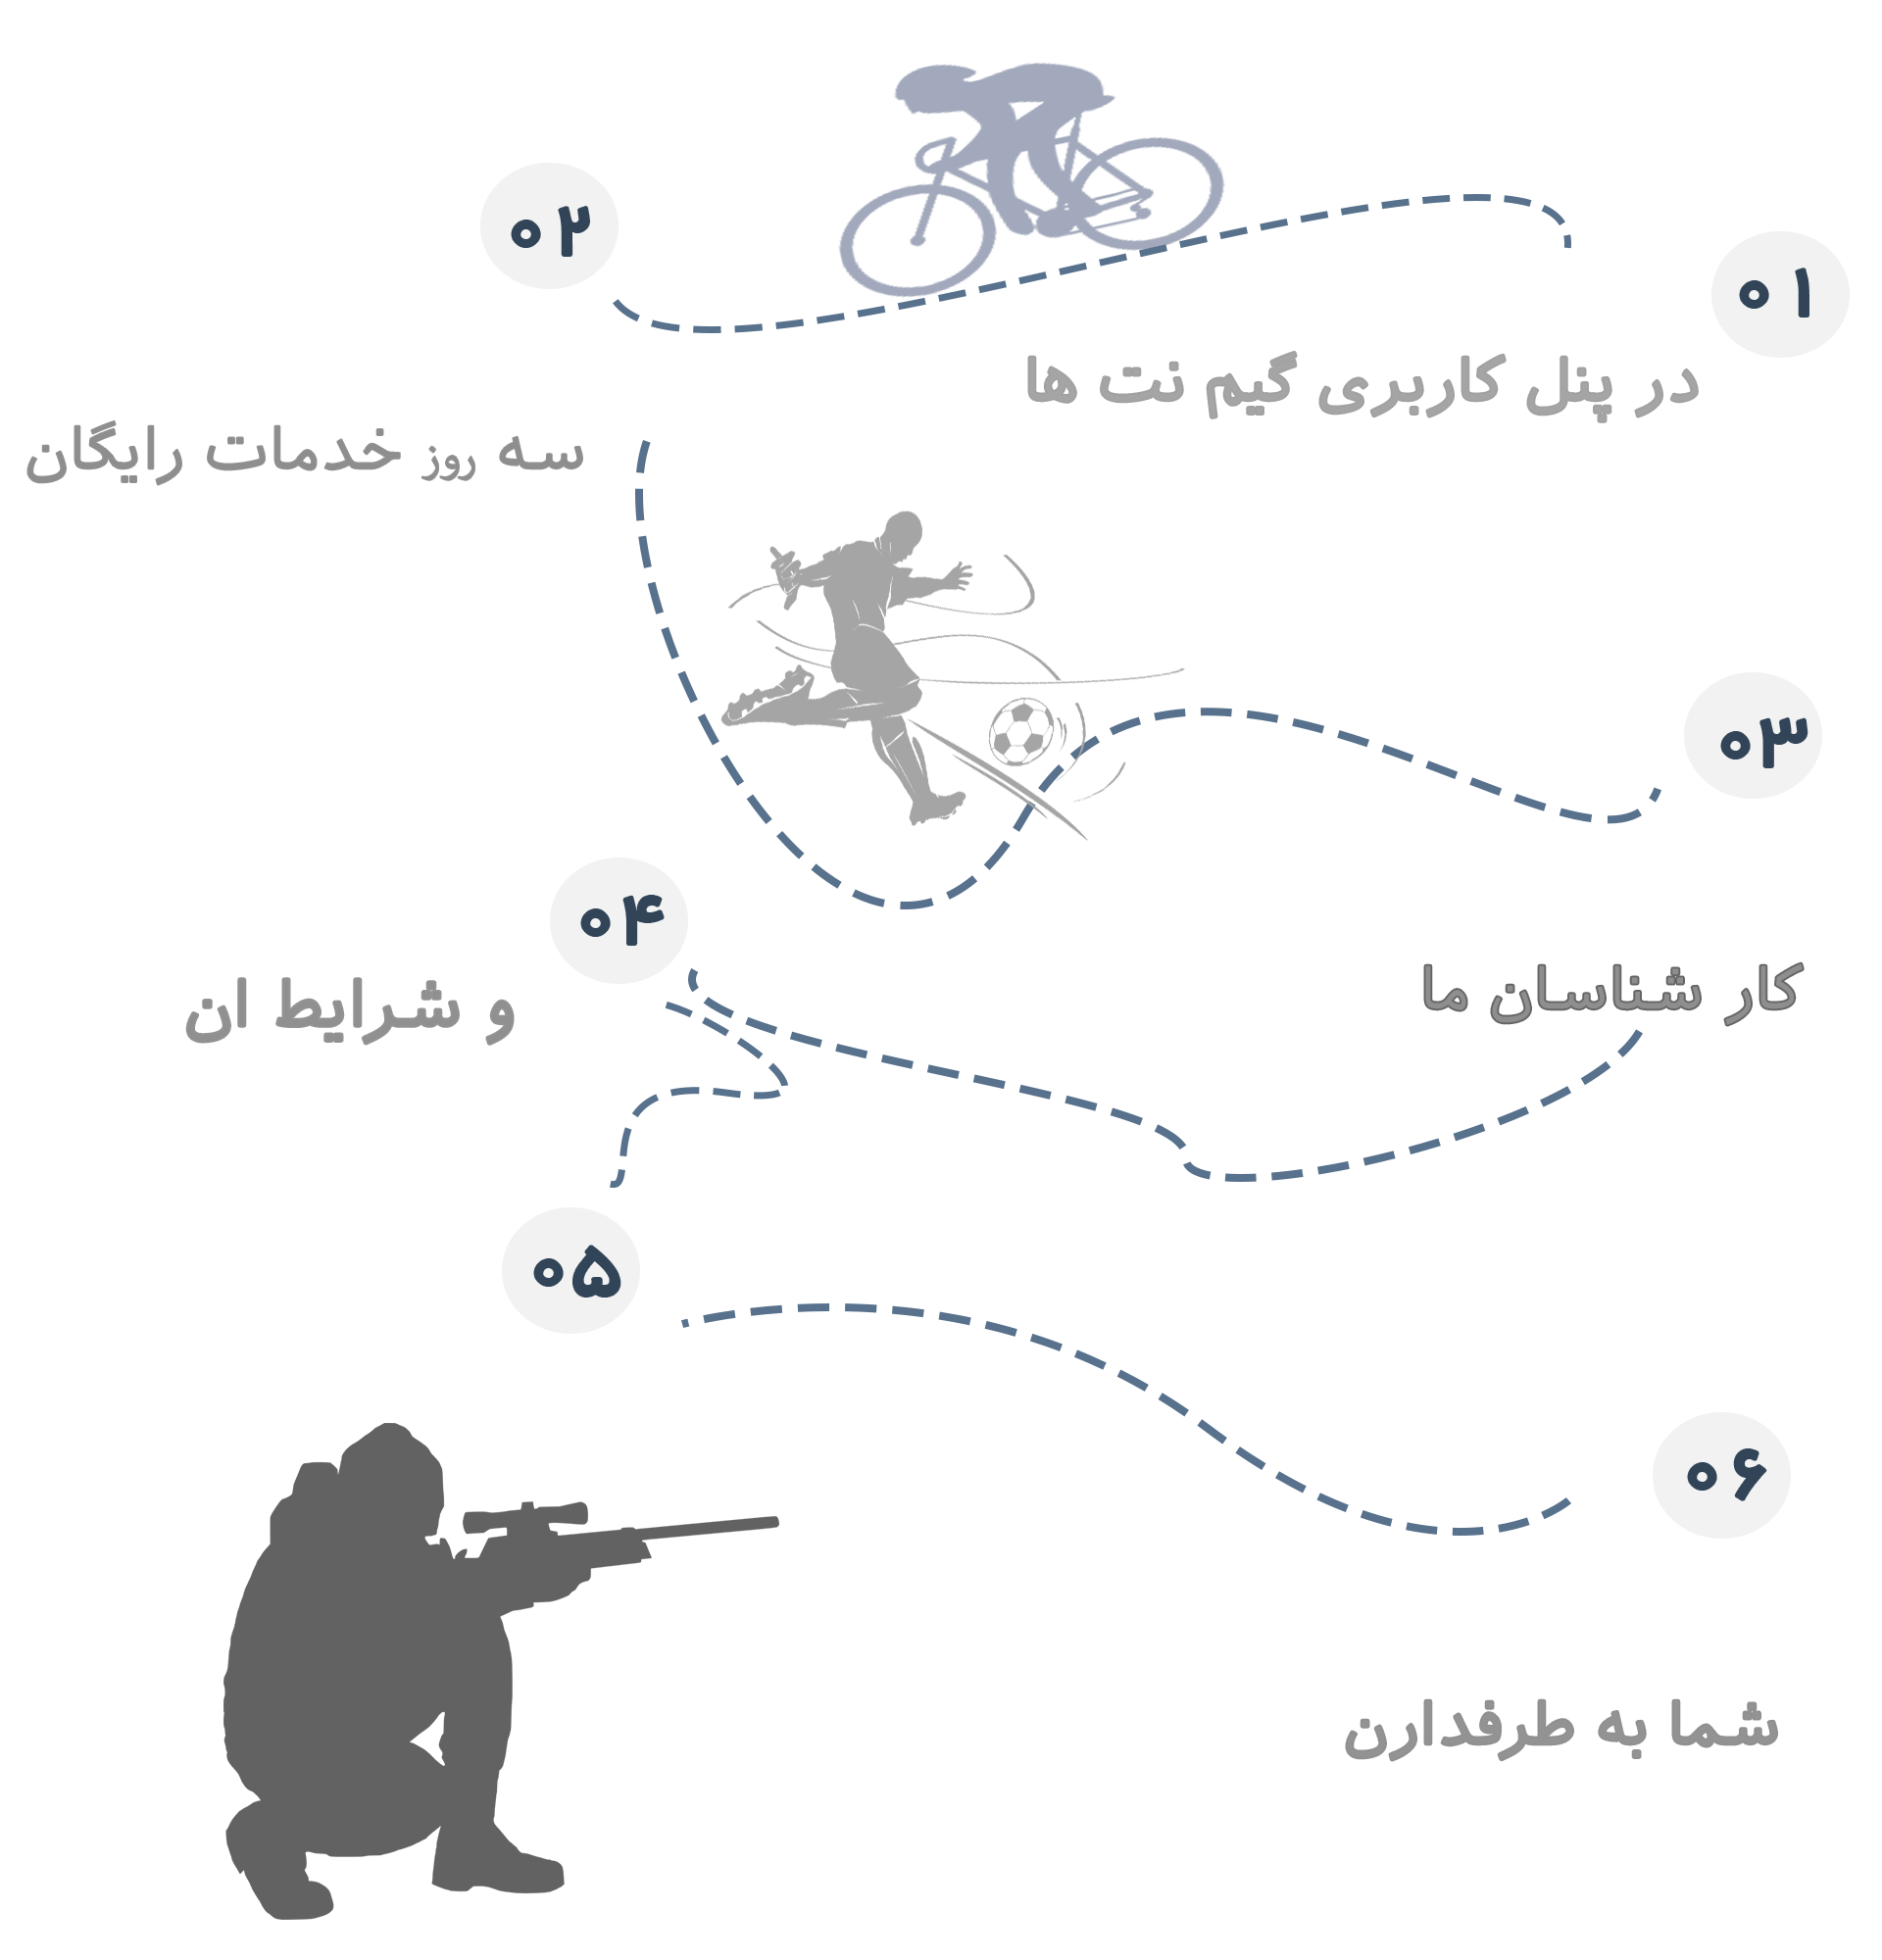 ۰۱
در پنل کاربری گیم نت ها
۰۲
سه روز خدمات رایگان
۰۳
کار شناسان ما
۰۴
و شرایط ان
۰۵
۰۶
شما به طرفدارن